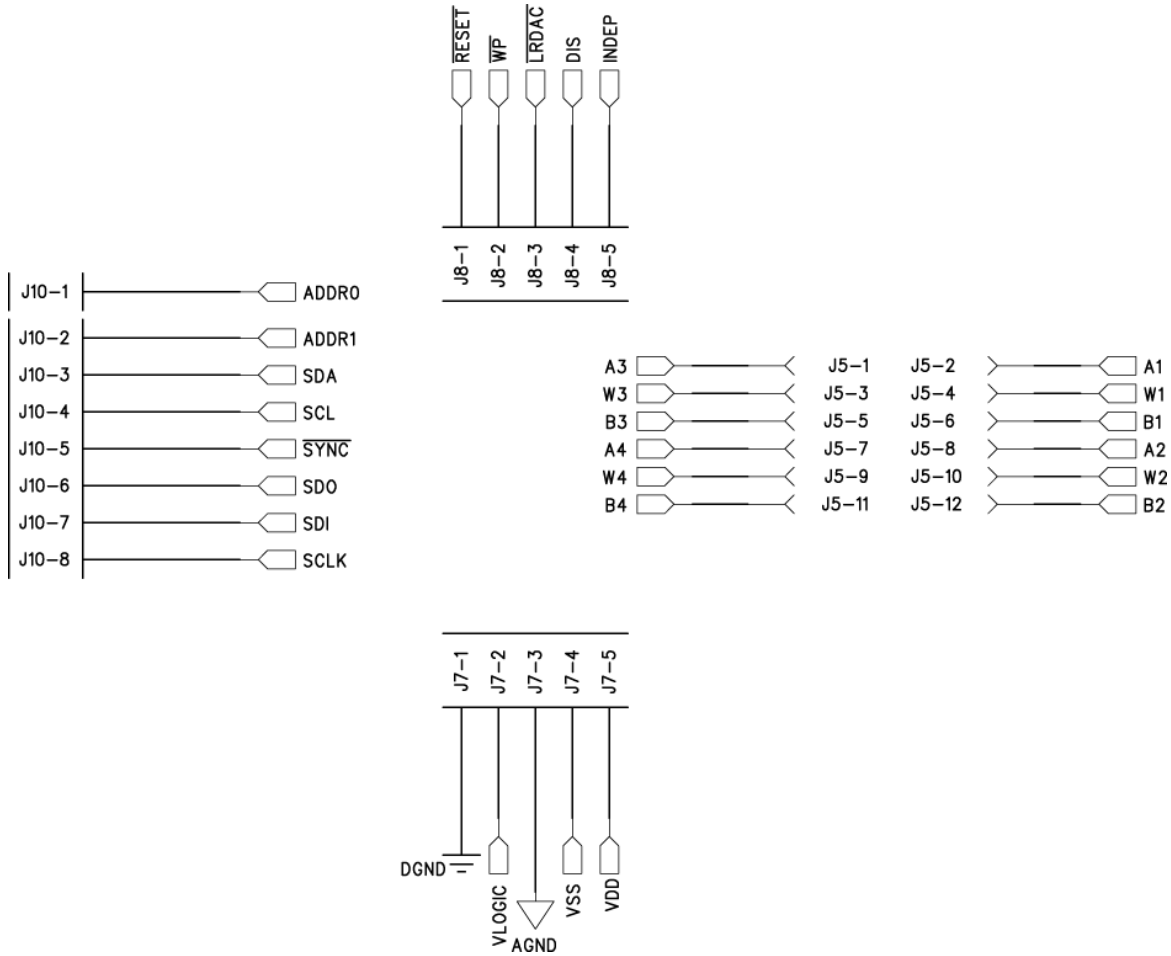 RESET
WP
LRDAC
DIS
INDEP
J8-1
J8-2
J8-3
J8-4
J8-5
J10-1 ADDR0
J10-2 ADDR1
J10-3 SDA
J10-4 SCL
J10-5 SYNC
J10-6 SDO
J10-7 SDI
J10-8 SCLK
A3 J5-1 J5-2 A1
W3 J5-3 J5-4 W1
B3 J5-5 J5-6 B1
A4 J5-7 J5-8 A2
W4 J5-9 J5-10 W2
B4 J5-11 J5-12 B2
J7-1
J7-2
J7-3
J7-4
J7-5
DGND
VLOGIC
AGND
VSS
VDD